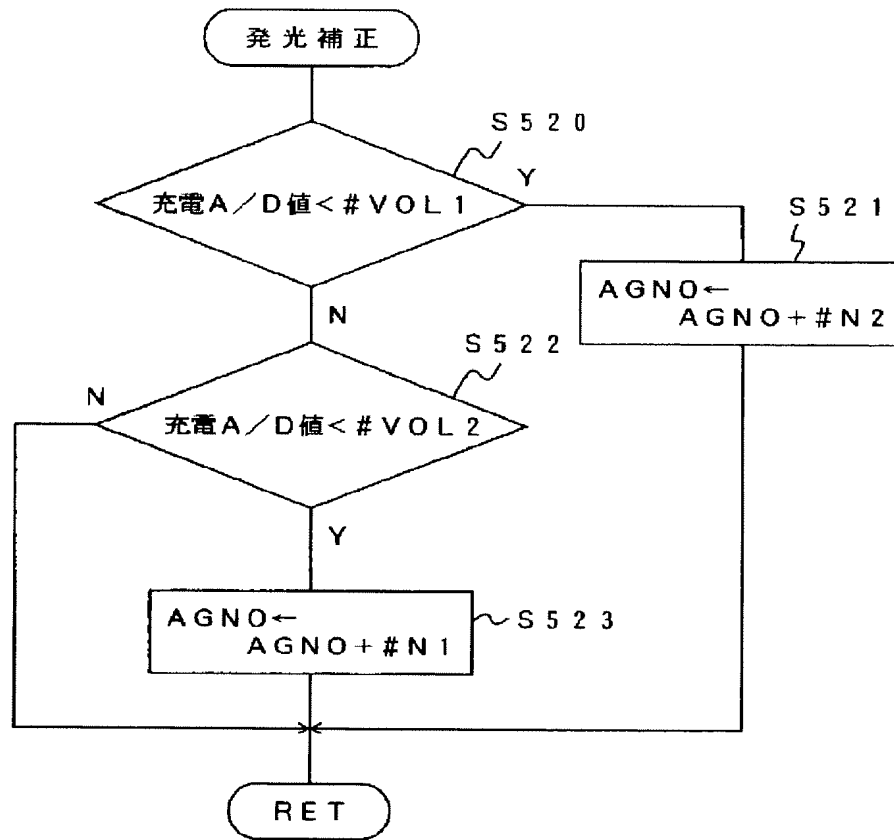 発光補正
S520
充電A/D値<#VOL1
Y
S521
AGNO←
AGNO+#N2
N
S522
N
充電A/D値<#VOL2
Y
AGNO←
AGNO+#N1
S523
RET